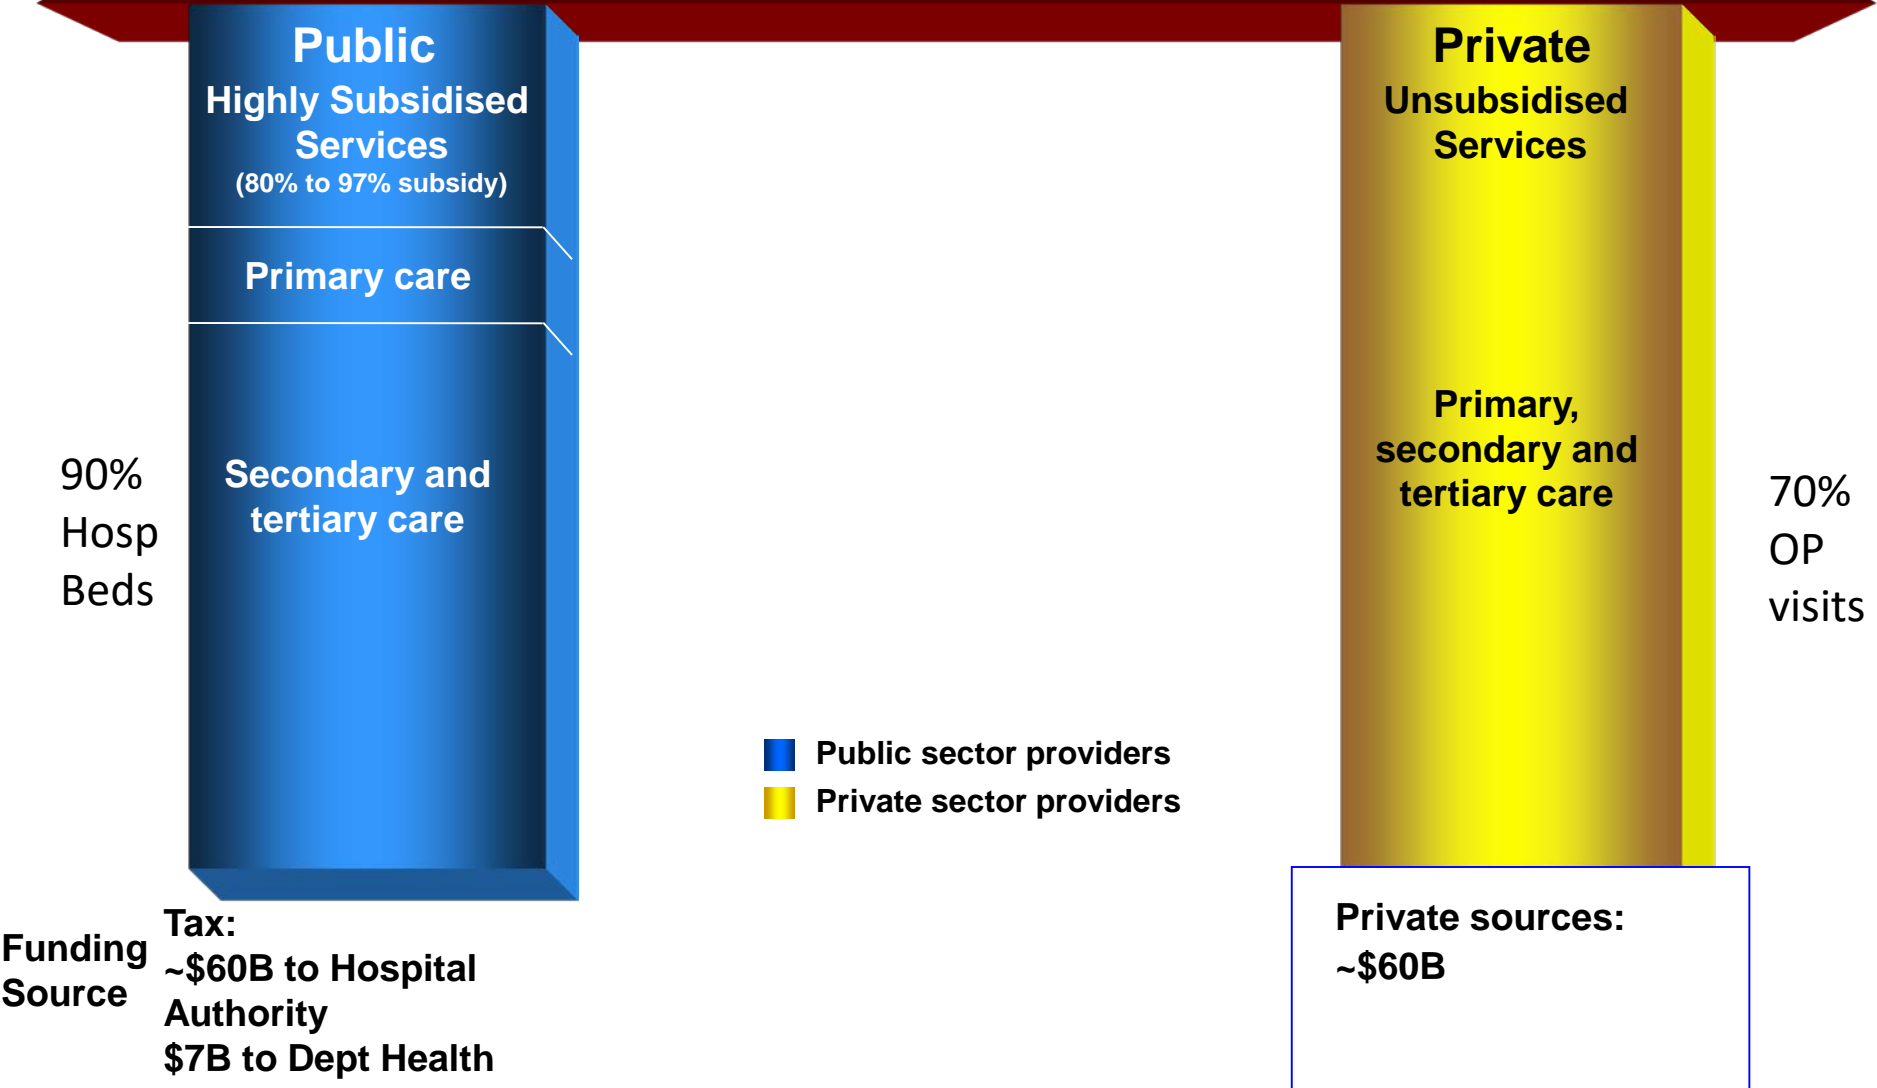 Public
Highly Subsidised
Services
(80% to 97% subsidy)
Primary care
Secondary and
tertiary care
90%
Hosp
Beds
Private
Unsubsidised
Services
Primary,
secondary and
tertiary care
70%
OP
visits
Public sector providers
Private sector providers
Funding
Source
Tax:
~$60B to Hospital
Authority
$7B to Dept Health
Private sources:
~$60B